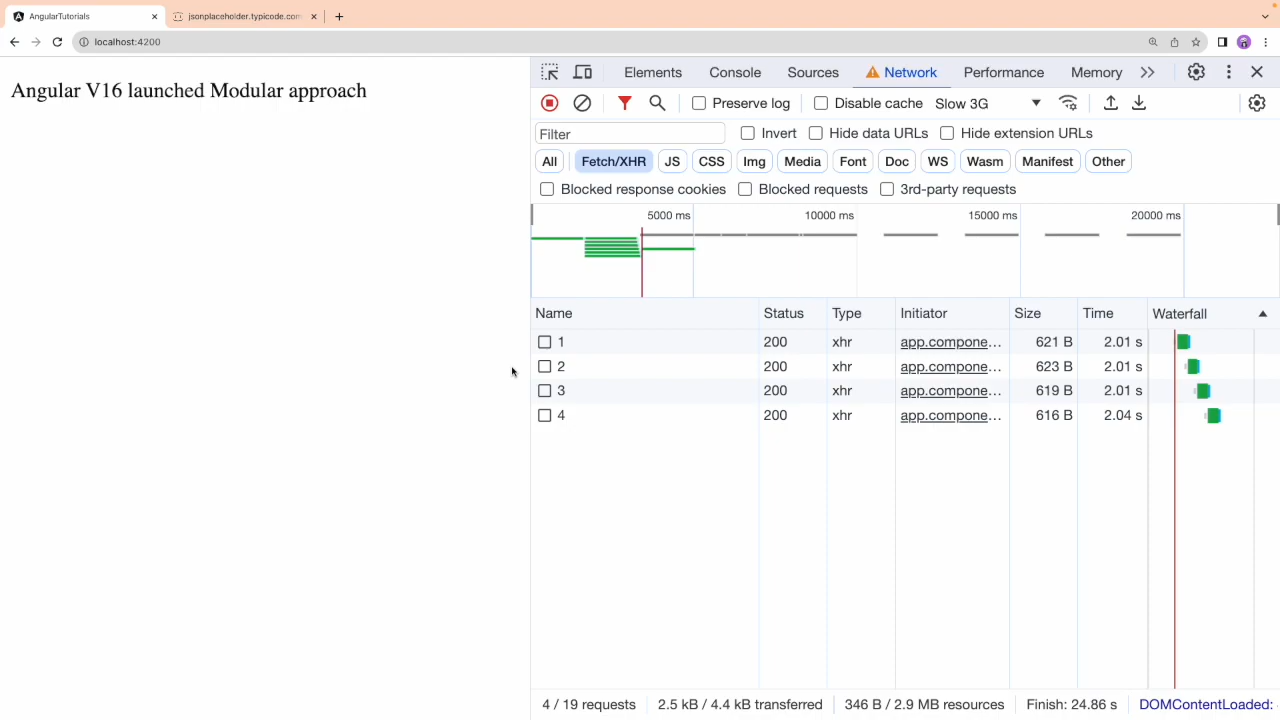 AngularTutorials
jsonplaceholder.typicode.com
localhost:4200
Angular V16 launched Modular approach
Elements Console Sources Network Performance Memory
Preserve log Disable cache Slow 3G
Filter Invert Hide data URLs Hide extension URLs
All Fetch/XHR JS CSS Img Media Font Doc WS Wasm Manifest Other
Blocked response cookies Blocked requests 3rd-party requests
5000 ms 10000 ms 15000 ms 20000 ms
Name Status Type Initiator Size Time Waterfall
1 200 xhr app.compone… 621 B 2.01 s
2 200 xhr app.compone… 623 B 2.01 s
3 200 xhr app.compone… 619 B 2.01 s
4 200 xhr app.compone… 616 B 2.04 s
4 / 19 requests 2.5 kB / 4.4 kB transferred 346 B / 2.9 MB resources Finish: 24.86 s DOMContentLoaded: